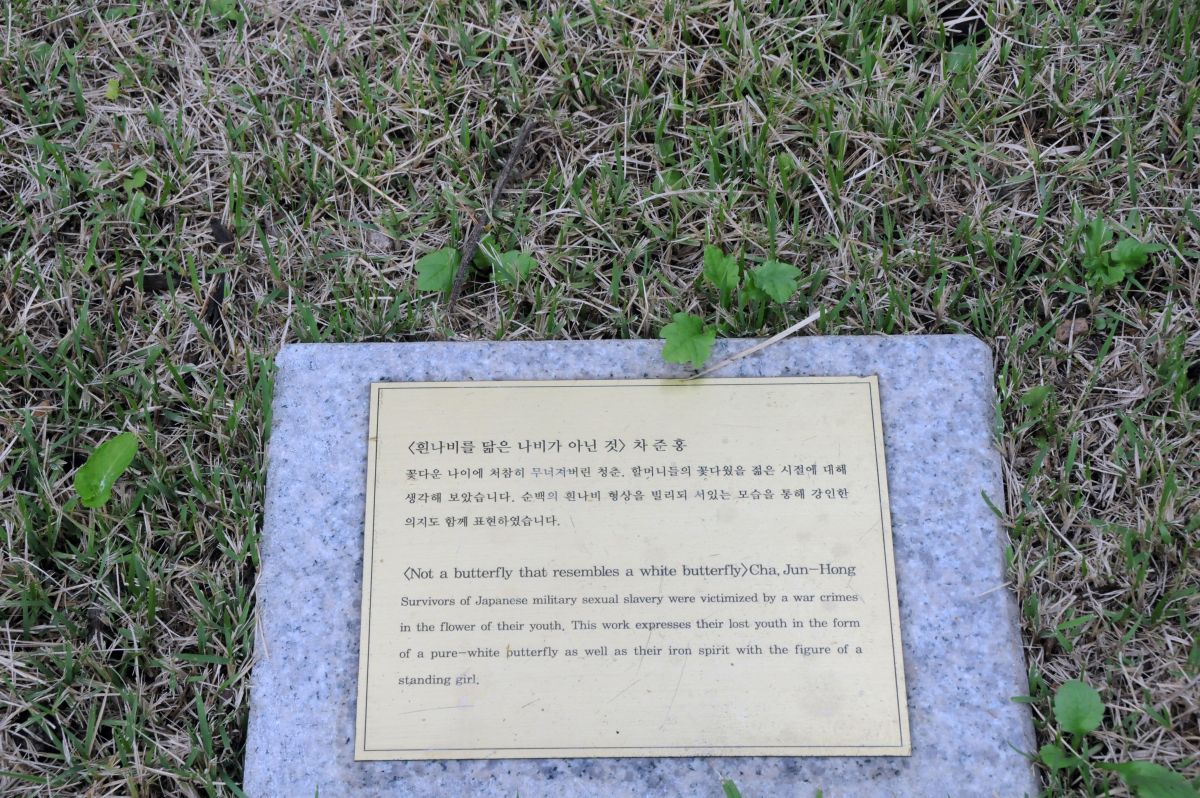 〈흰나비를 닮은 나비가 아닌 것〉 차 준 홍
꽃다운 나이에 처참히 무너져버린 청춘. 할머니들의 꽃다웠을 젊은 시절에 대해
생각해 보았습니다. 순백의 흰나비 형상을 빌리되 서있는 모습을 통해 강인한
의지도 함께 표현하였습니다.
〈Not a butterfly that resembles a white butterfly〉Cha, Jun-Hong
Survivors of Japanese military sexual slavery were victimized by a war crimes
in the flower of their youth. This work expresses their lost youth in the form
of a pure-white putterfly as well as their iron spirit with the figure of a
standing girl.